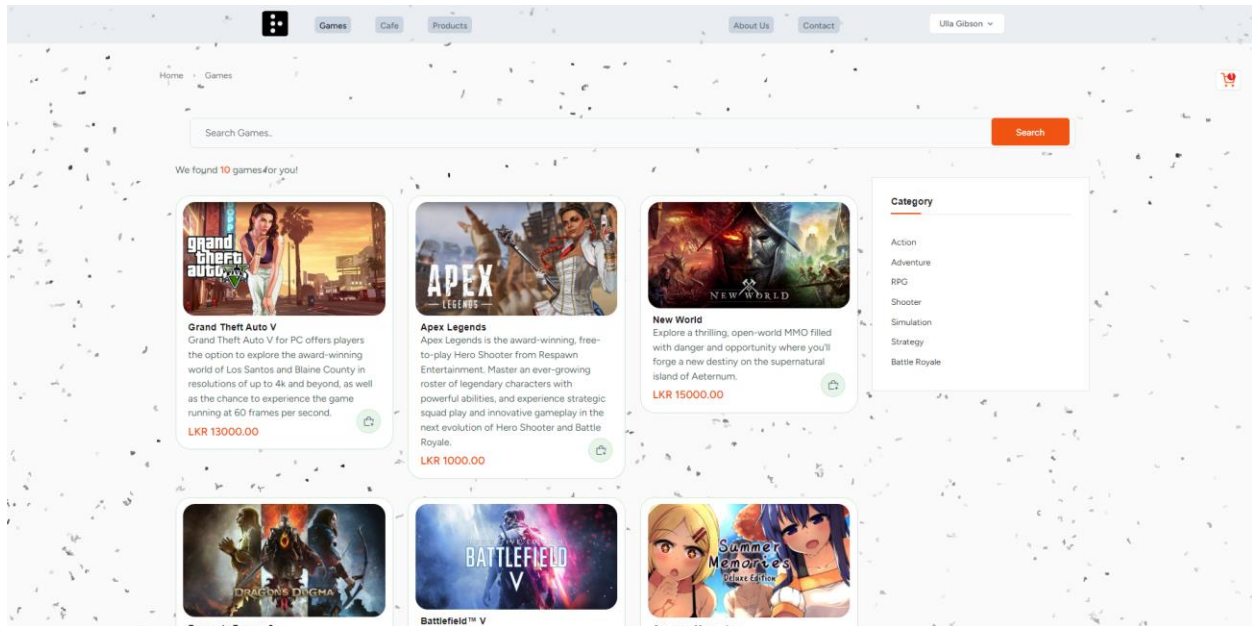 Games
Cafe
Products
About Us
Contact
Ulla Gibson
Home
Games
1
Search Games..
Search
We found 10 games for you!
grand
theft
auto
V
Grand Theft Auto V
Grand Theft Auto V for PC offers players
the option to explore the award-winning
world of Los Santos and Blaine County in
resolutions of up to 4k and beyond, as well
as the chance to experience the game
running at 60 frames per second.
LKR 13000.00
APEX
LEGENDS
Apex Legends
Apex Legends is the award-winning, free-
to-play Hero Shooter from Respawn
Entertainment. Master an ever-growing
roster of legendary characters with
powerful abilities, and experience strategic
squad play and innovative gameplay in the
next evolution of Hero Shooter and Battle
Royale.
LKR 1000.00
NEW WORLD
New World
Explore a thrilling, open-world MMO filled
with danger and opportunity where you'll
forge a new destiny on the supernatural
island of Aeternum.
LKR 15000.00
Category
Action
Adventure
RPG
Shooter
Simulation
Strategy
Battle Royale
DRAGONS DOGMA
II
BATTLEFIELD
V
Battlefield™ V
Summer
Memories
Deluxe Edition